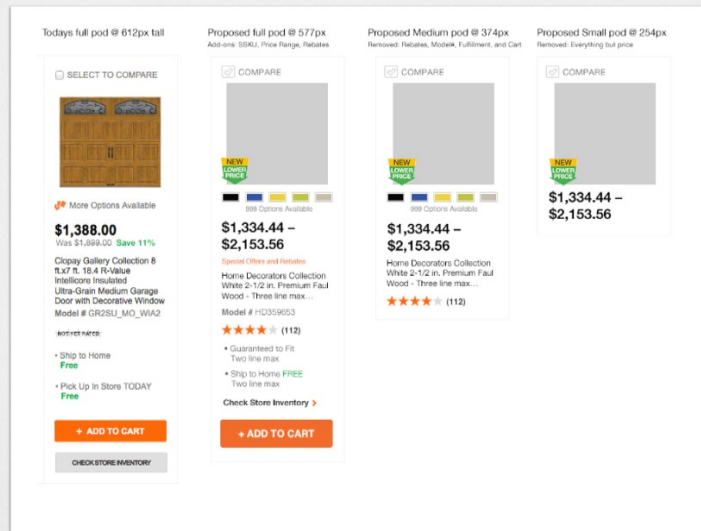 Todays full pod @ 612px tall
SELECT TO COMPARE
More Options Available
$1,388.00
Was $1,899.00 Save 11%
Clopay Gallery Collection 8
ft.x7 ft. 18.4 R-Value
Intellicore Insulated
Ultra-Grain Medium Garage
Door with Decorative Window
Model # GR2SU_MO_WIA2
NOT YET RATED
• Ship to Home
Free
• Pick Up In Store TODAY
Free
+ ADD TO CART
CHECK STORE INVENTORY
Proposed full pod @ 577px
Add-ons: SSKU, Price Range, Rebates
COMPARE
NEW
LOWER
PRICE
999 Options Available
$1,334.44 –
$2,153.56
Special Offers and Rebates
Home Decorators Collection
White 2-1/2 in. Premium Faul
Wood - Three line max...
Model # HD359653
(112)
• Guaranteed to Fit
Two line max
• Ship to Home FREE
Two line max
Check Store Inventory >
+ ADD TO CART
Proposed Medium pod @ 374px
Removed: Rebates, Model#, Fulfillment, and Cart
COMPARE
NEW
LOWER
PRICE
999 Options Available
$1,334.44 –
$2,153.56
Home Decorators Collection
White 2-1/2 in. Premium Faul
Wood - Three line max...
(112)
Proposed Small pod @ 254px
Removed: Everything but price
COMPARE
NEW
LOWER
PRICE
$1,334.44 –
$2,153.56